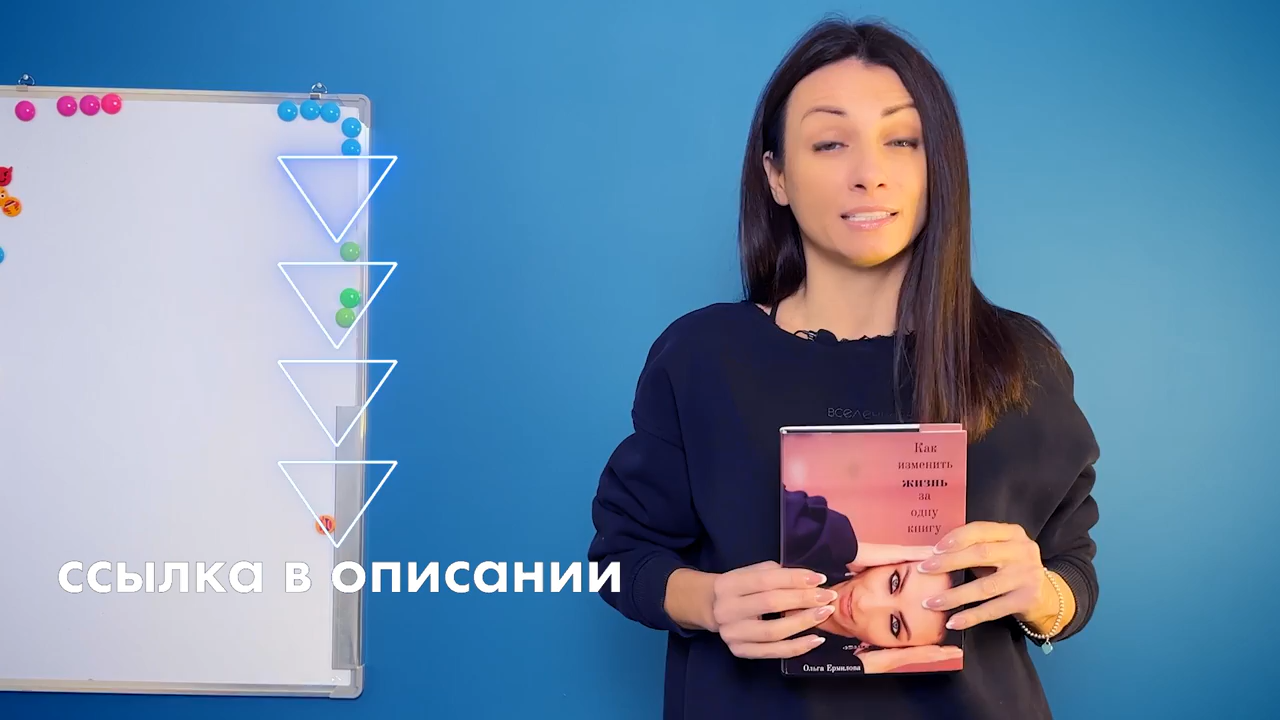 Как
изменить
жизнь
за
одну
книгу
ссылка в описании
Ольга Ермилова